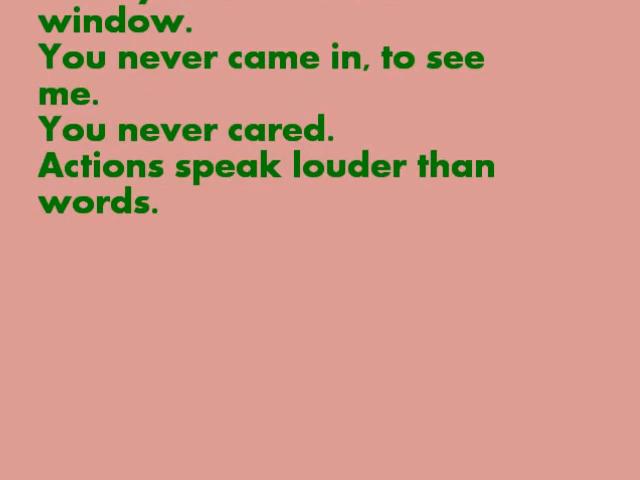 window.
You never came in, to see
me.
You never cared.
Actions speak louder than
words.